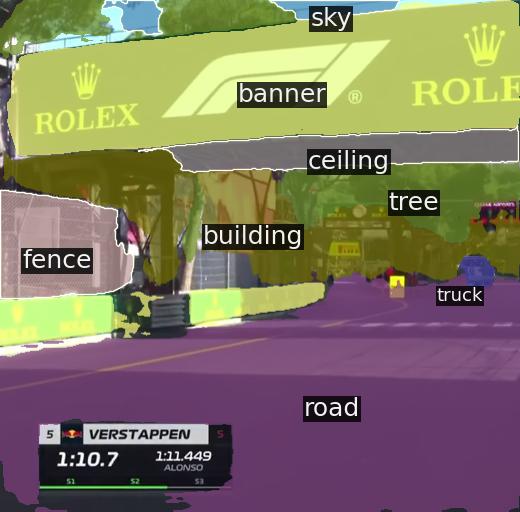 sky
banner
ROLEX
®
ROLE
ceiling
tree
building
fence
truck
road
5 VERSTAPPEN 5
1:10.7 1:11.449
ALONSO
S1 S2 S3